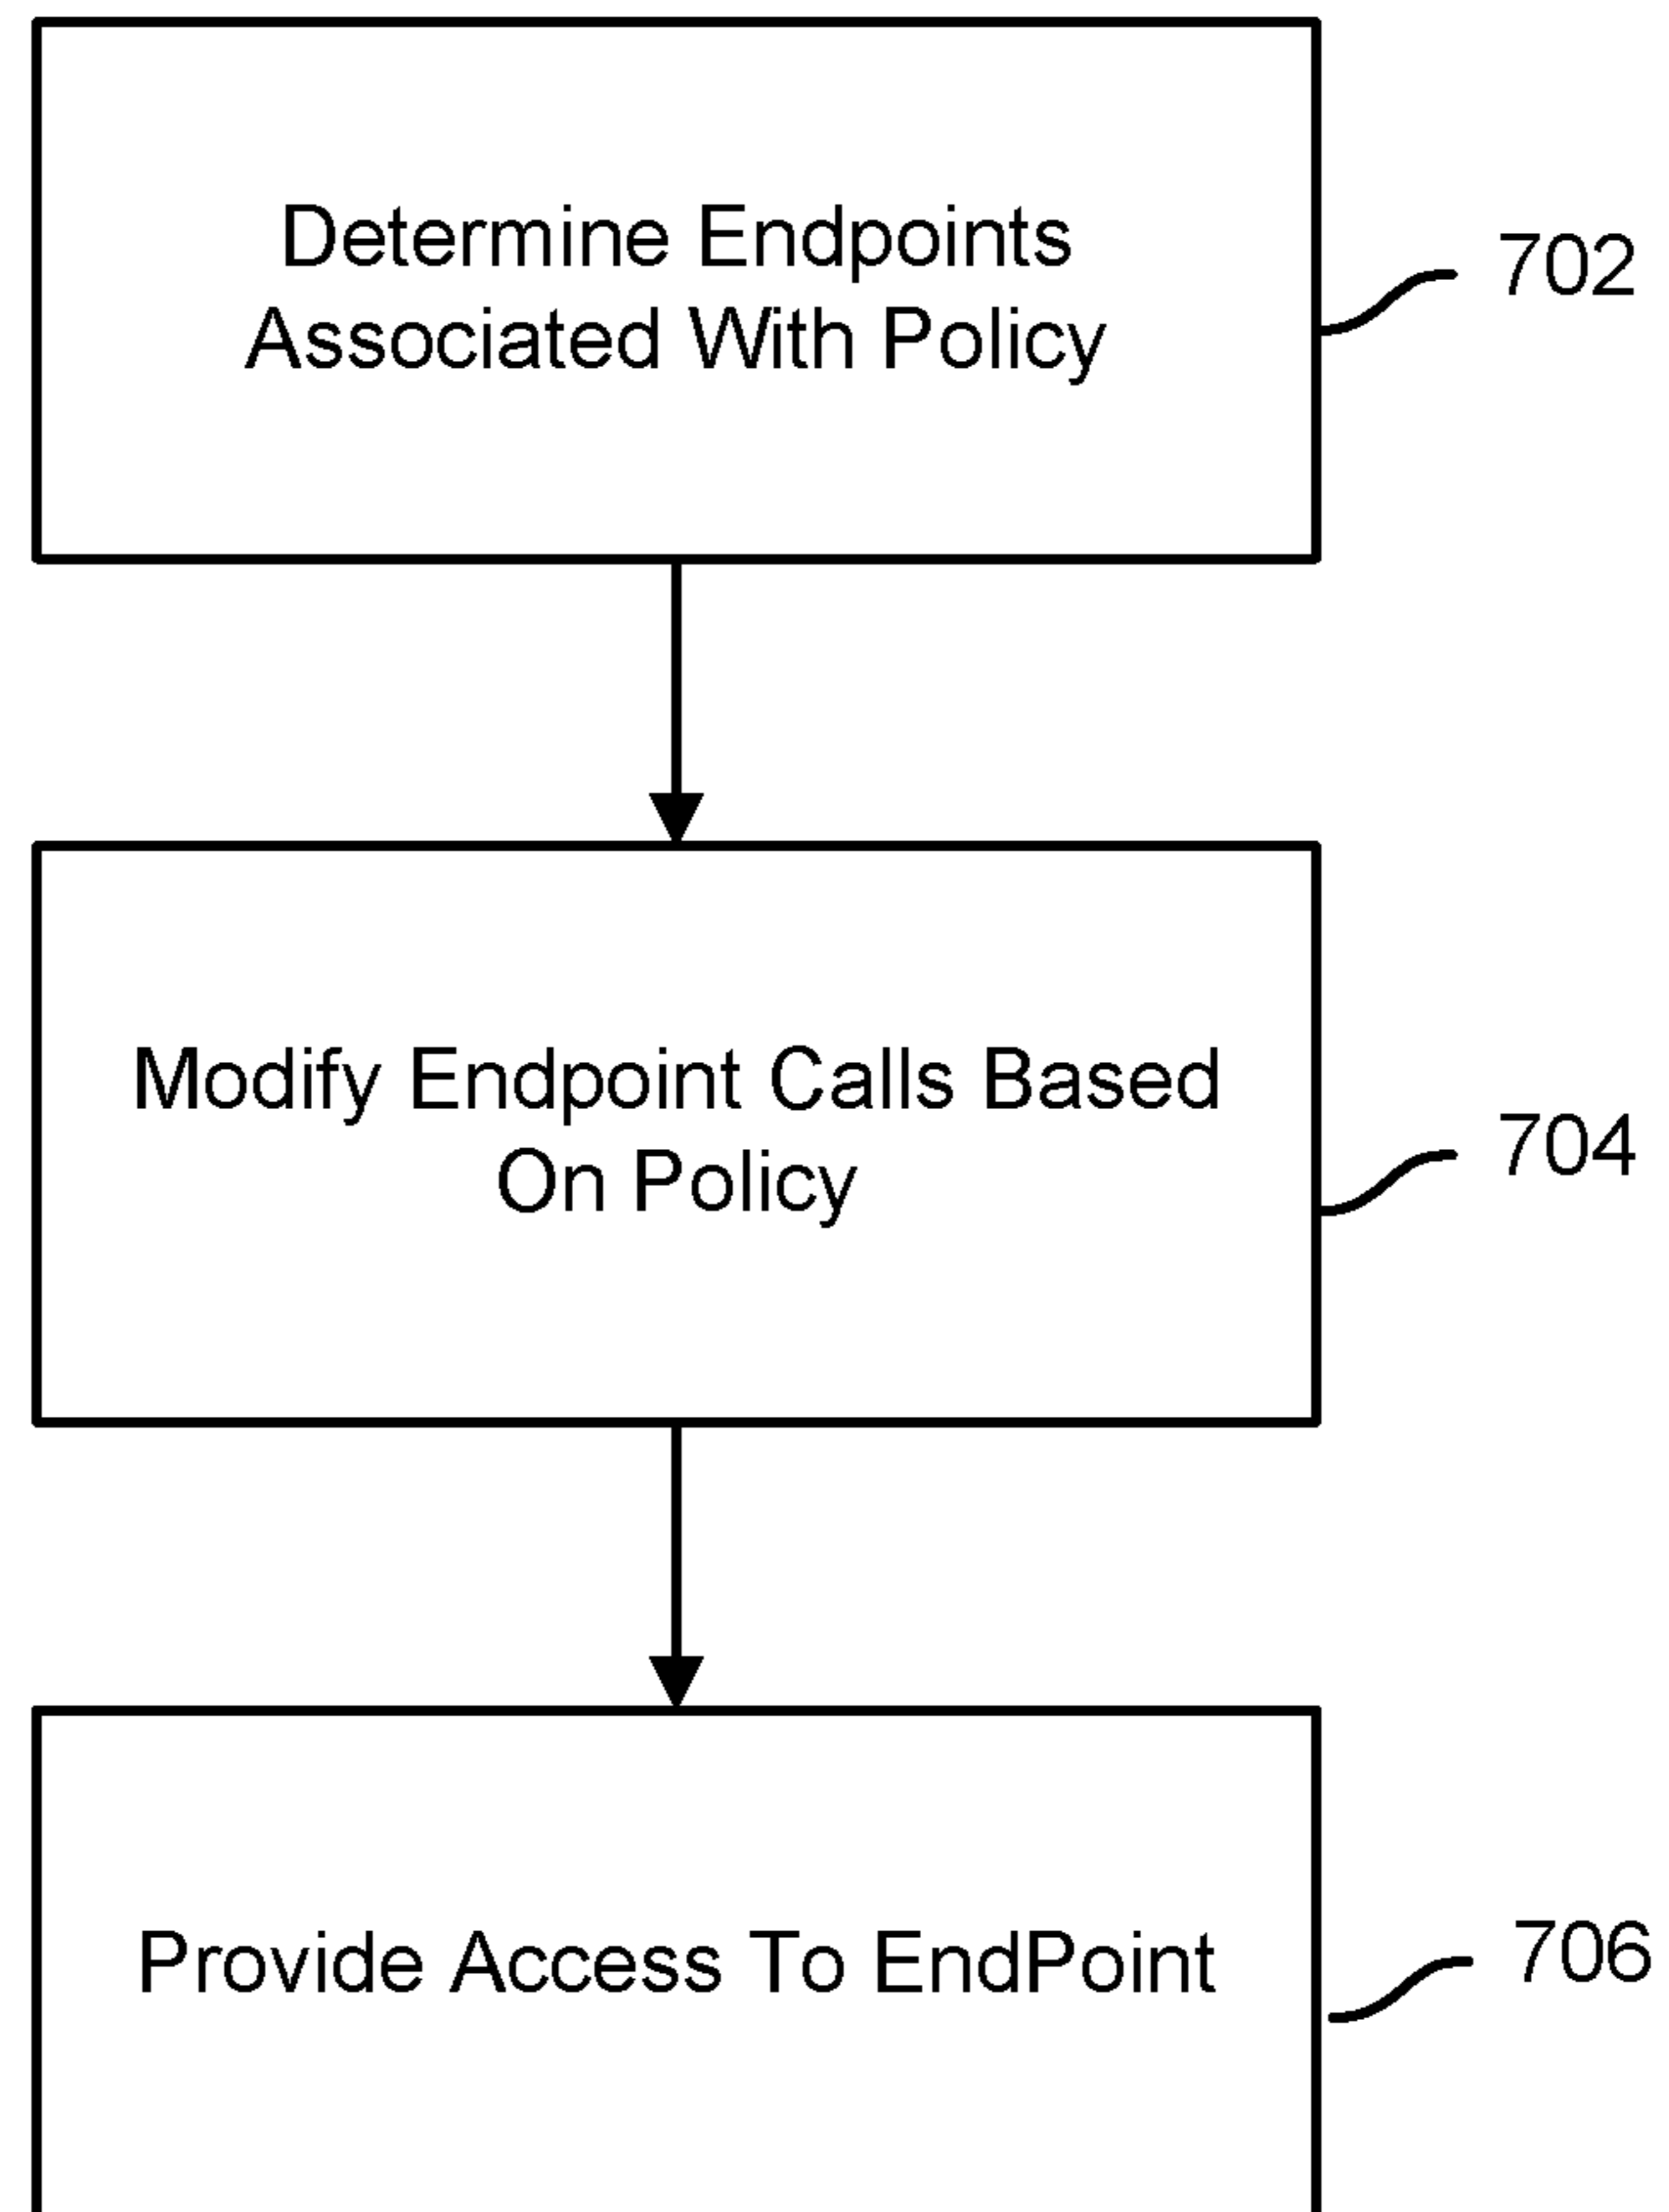 Determine Endpoints
Associated With Policy
702
Modify Endpoint Calls Based
On Policy
704
Provide Access To EndPoint
706